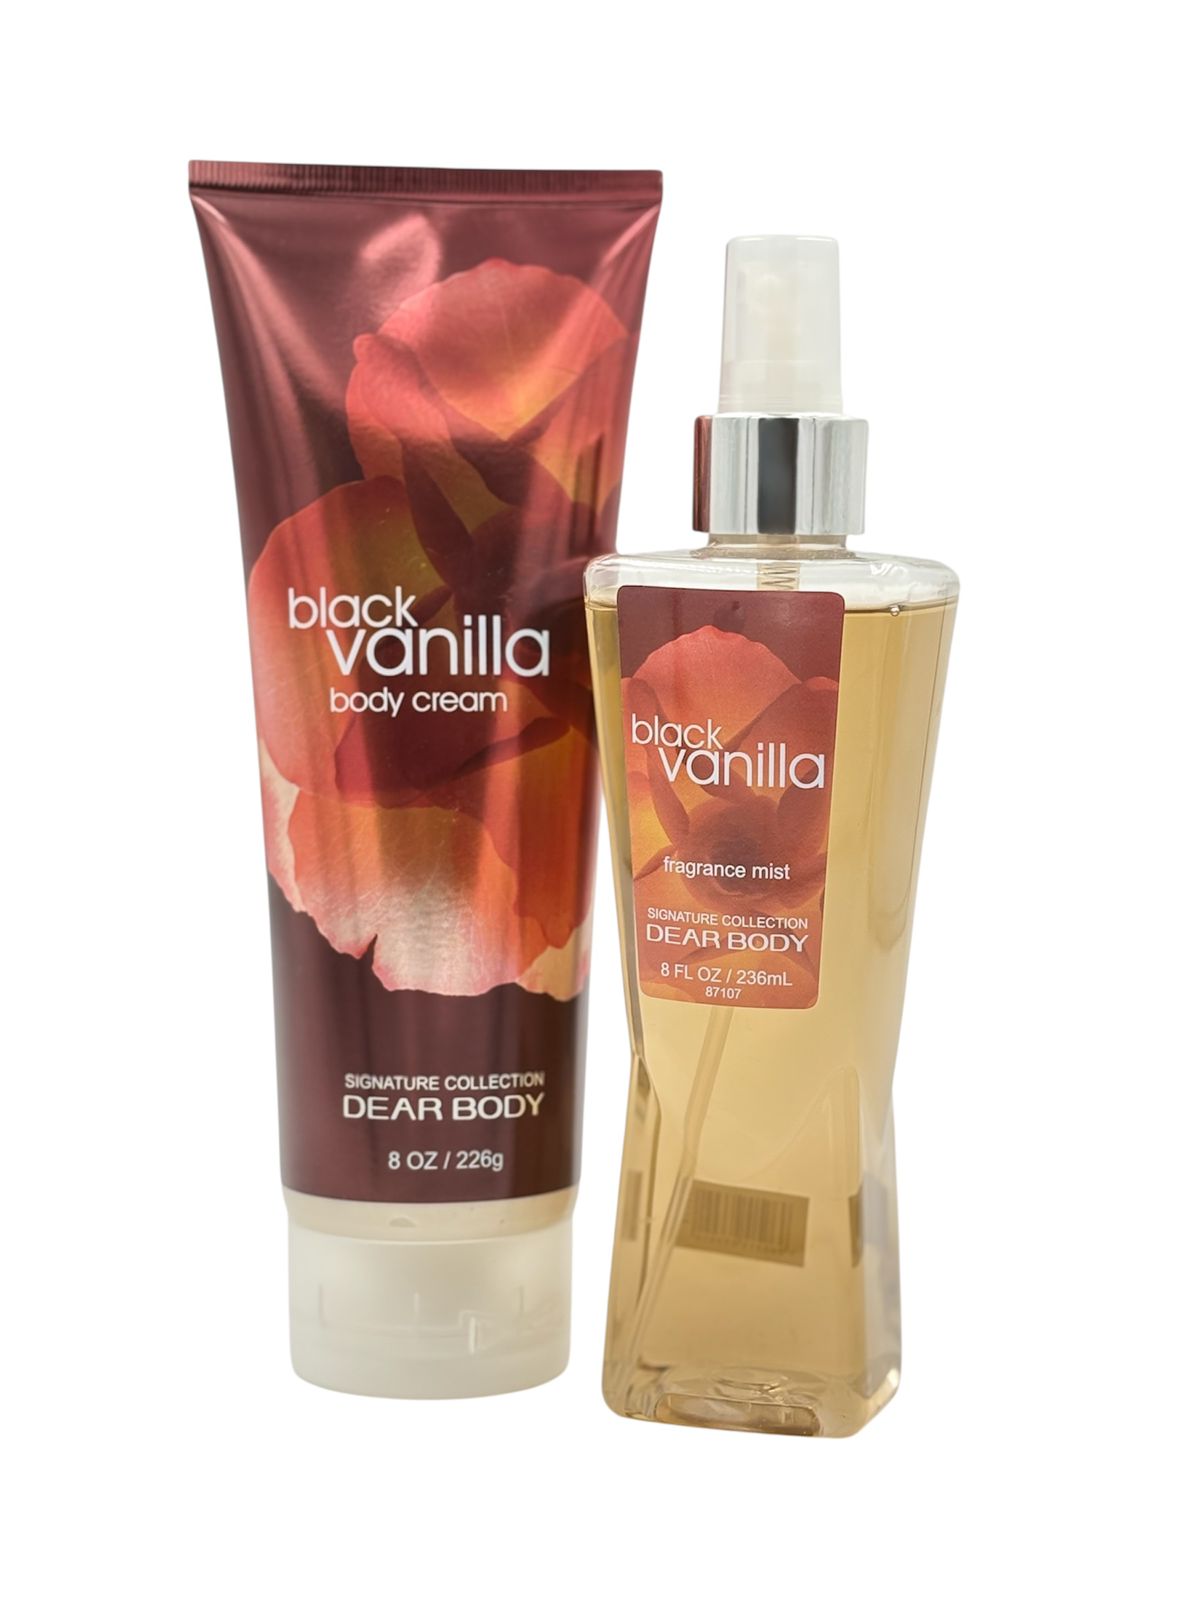 black
vanilla
body cream
SIGNATURE COLLECTION
DEAR BODY
8 OZ / 226g
black
vanilla
fragrance mist
SIGNATURE COLLECTION
DEAR BODY
8 FL OZ / 236mL
87107